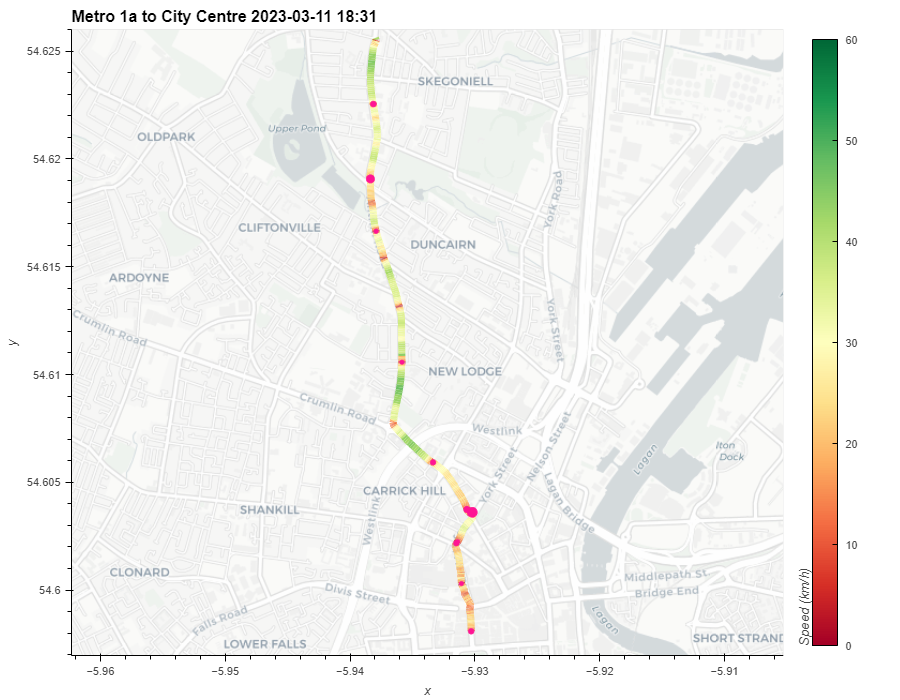 Metro 1a to City Centre 2023-03-11 18:31
60
54.625
SKEGONIELL
50
Upper Pond
OLDPARK
54.62
York Road
40
CLIFTONVILLE
DUNCAIRN
54.615
ARDOYNE
Crumlin Road
York Street
y
30
54.61
NEW LODGE
Crumlin Road
Westlink
Nelson Street
20
York Street
Lagan
Ilton
Dock
54.605
CARRICK HILL
Lagan Bridge
SHANKILL
Westlink
10
CLONARD
Middlepath St
54.6
Divis Street
Bridge End
Falls Road
Lagan
Speed (km/h)
LOWER FALLS
SHORT STRAND
0
−5.96
−5.95
−5.94
−5.93
−5.92
−5.91
x